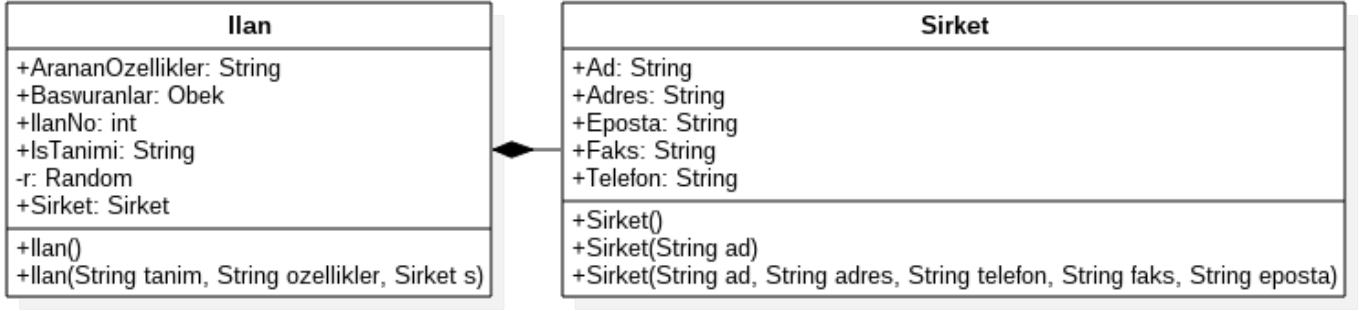 Ilan
+ArananOzellikler: String
+Basvuranlar: Obek
+IlanNo: int
+IsTanimi: String
-r: Random
+Sirket: Sirket
+Ilan()
+Ilan(String tanim, String ozellikler, Sirket s)
Sirket
+Ad: String
+Adres: String
+Eposta: String
+Faks: String
+Telefon: String
+Sirket()
+Sirket(String ad)
+Sirket(String ad, String adres, String telefon, String faks, String eposta)